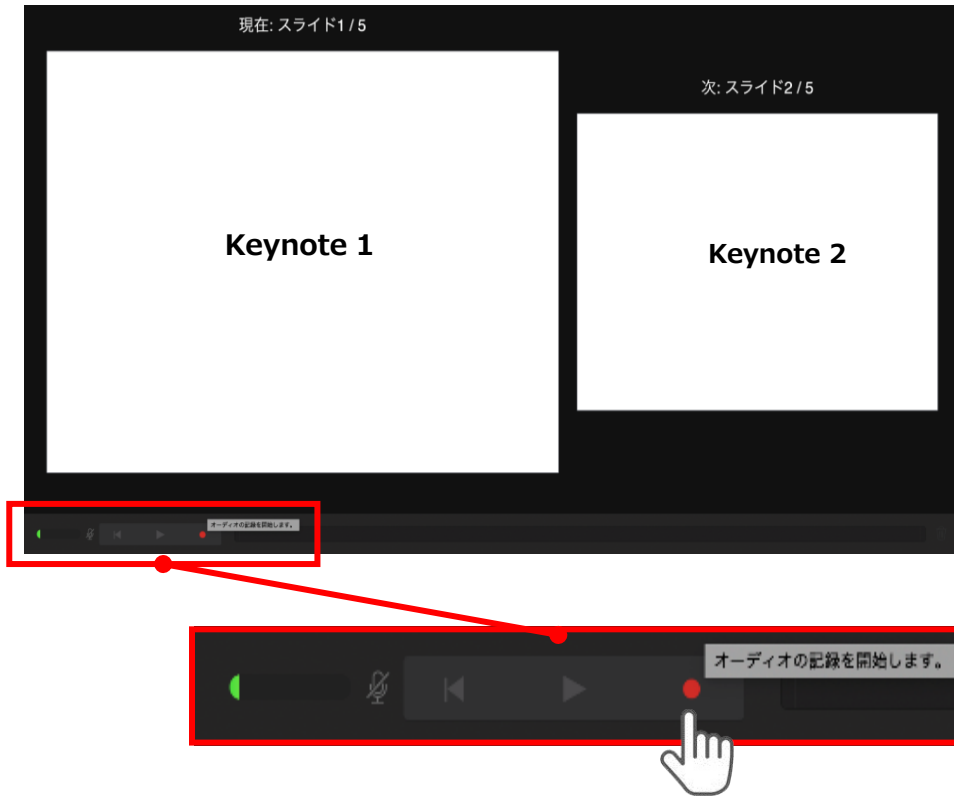 現在: スライド1 / 5
次: スライド2 / 5
Keynote 1
Keynote 2
オーディオの記録を開始します。
オーディオの記録を開始します。